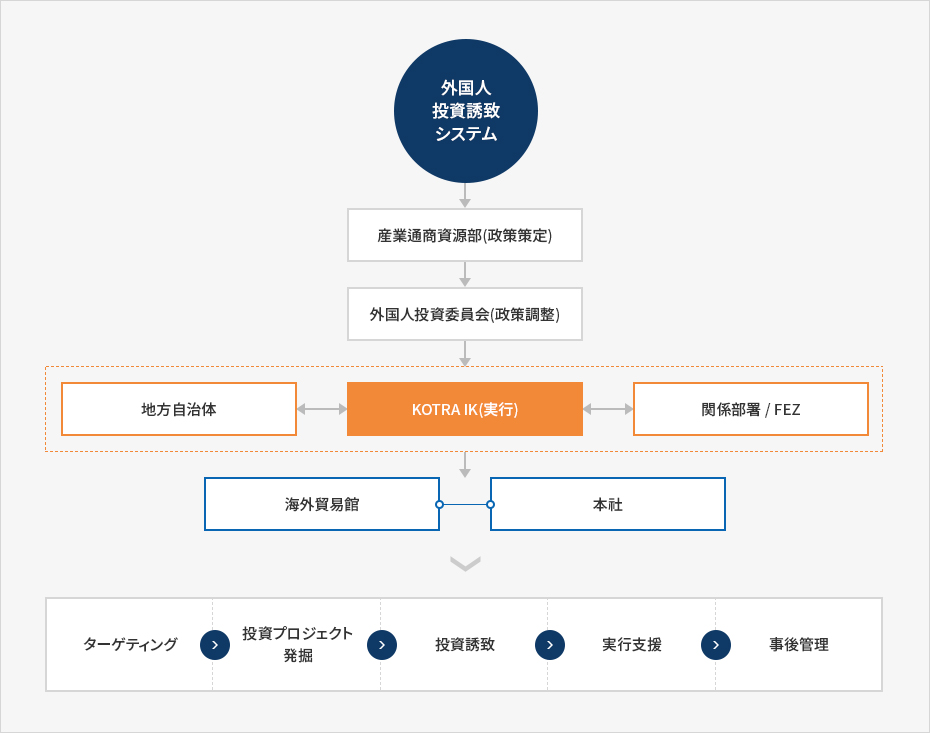 外国人
投資誘致
システム
産業通商資源部(政策策定)
外国人投資委員会(政策調整)
地方自治体
KOTRA IK(実行)
関係部署 / FEZ
海外貿易館
本社
ターゲティング
投資プロジェクト
発掘
投資誘致
実行支援
事後管理